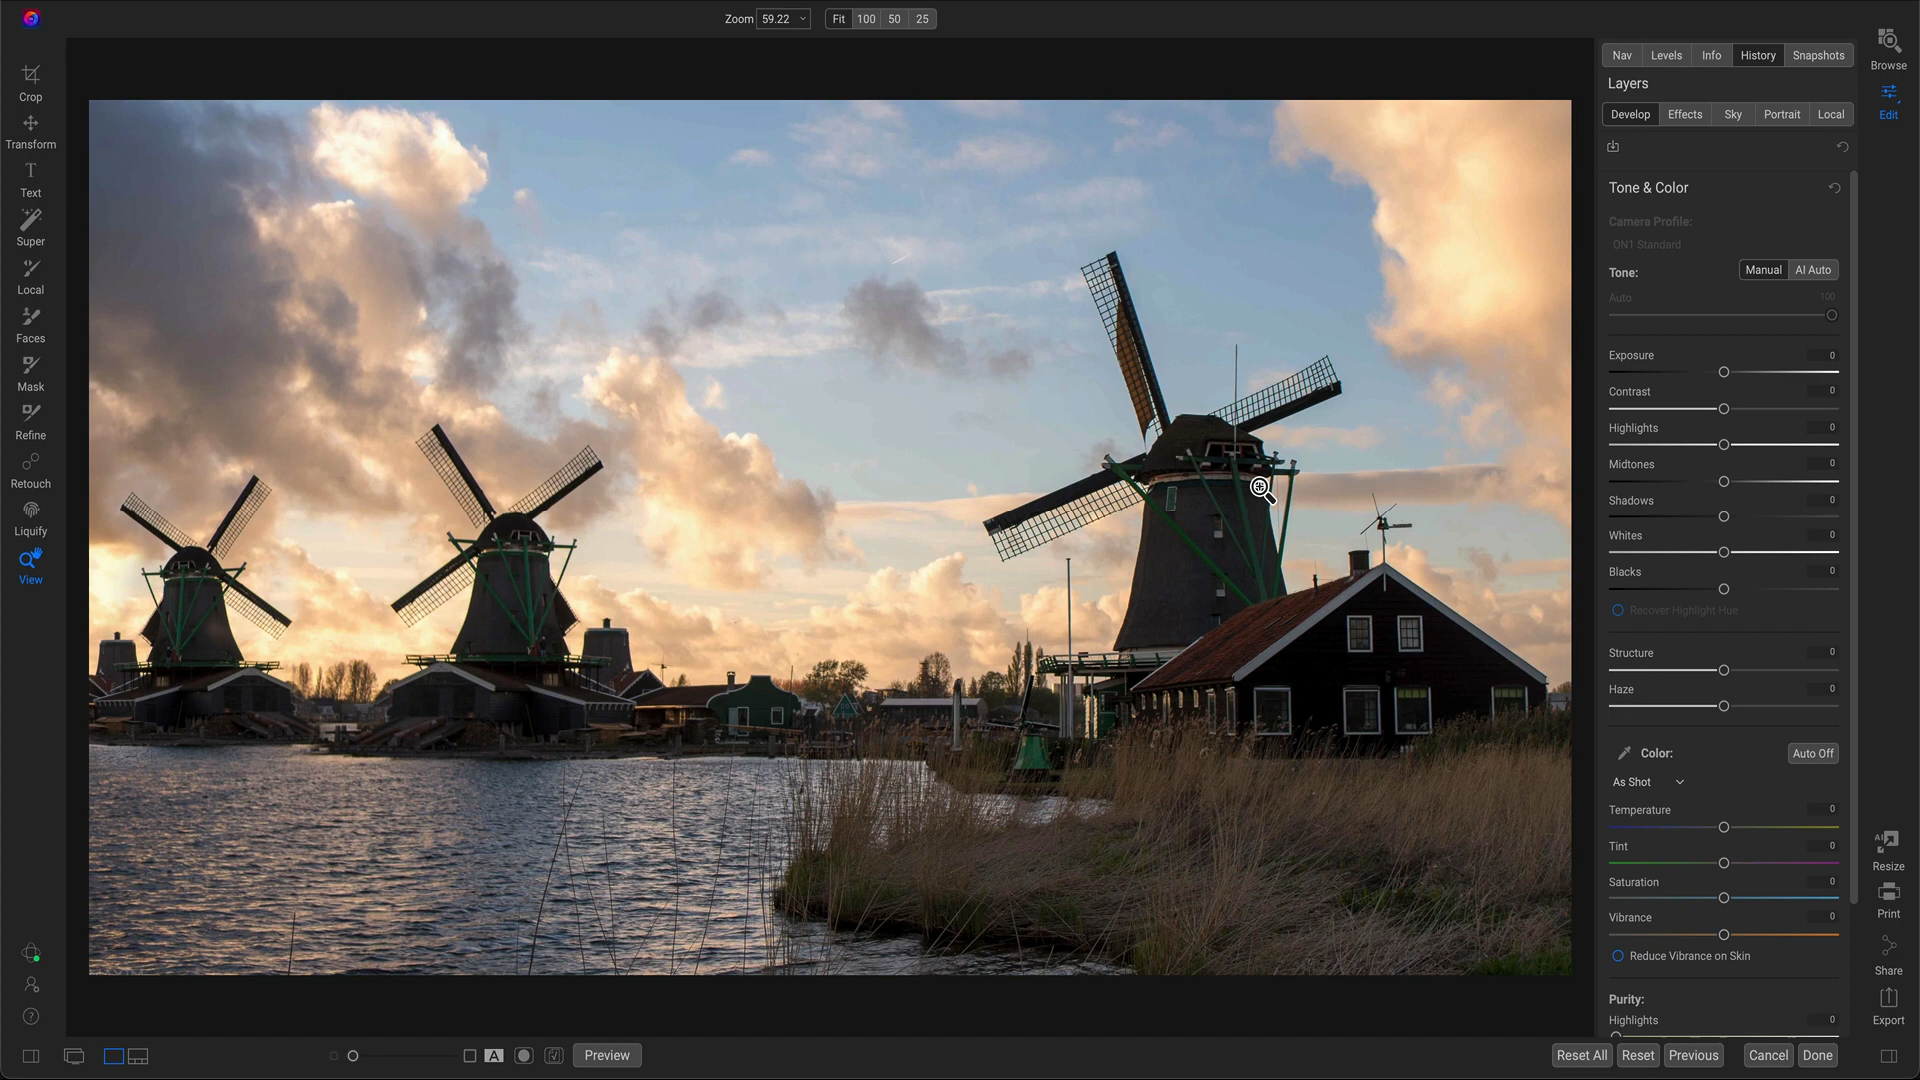 Zoom 59.22 Fit 100 50 25
Crop
Transform
Text
Super
Local
Faces
Mask
Refine
Retouch
Liquify
View
Nav Levels Info History Snapshots
Layers
Develop Effects Sky Portrait Local
Tone & Color
Camera Profile:
ON1 Standard
Tone: Manual AI Auto
Auto 100
Exposure 0
Contrast 0
Highlights 0
Midtones 0
Shadows 0
Whites 0
Blacks 0
Recover Highlight Hue
Structure 0
Haze 0
Color: Auto Off
As Shot
Temperature 0
Tint 0
Saturation 0
Vibrance 0
Reduce Vibrance on Skin
Purity:
Highlights 0
Browse
Edit
AI
Resize
Print
Share
Export
A Preview
Reset All Reset Previous Cancel Done